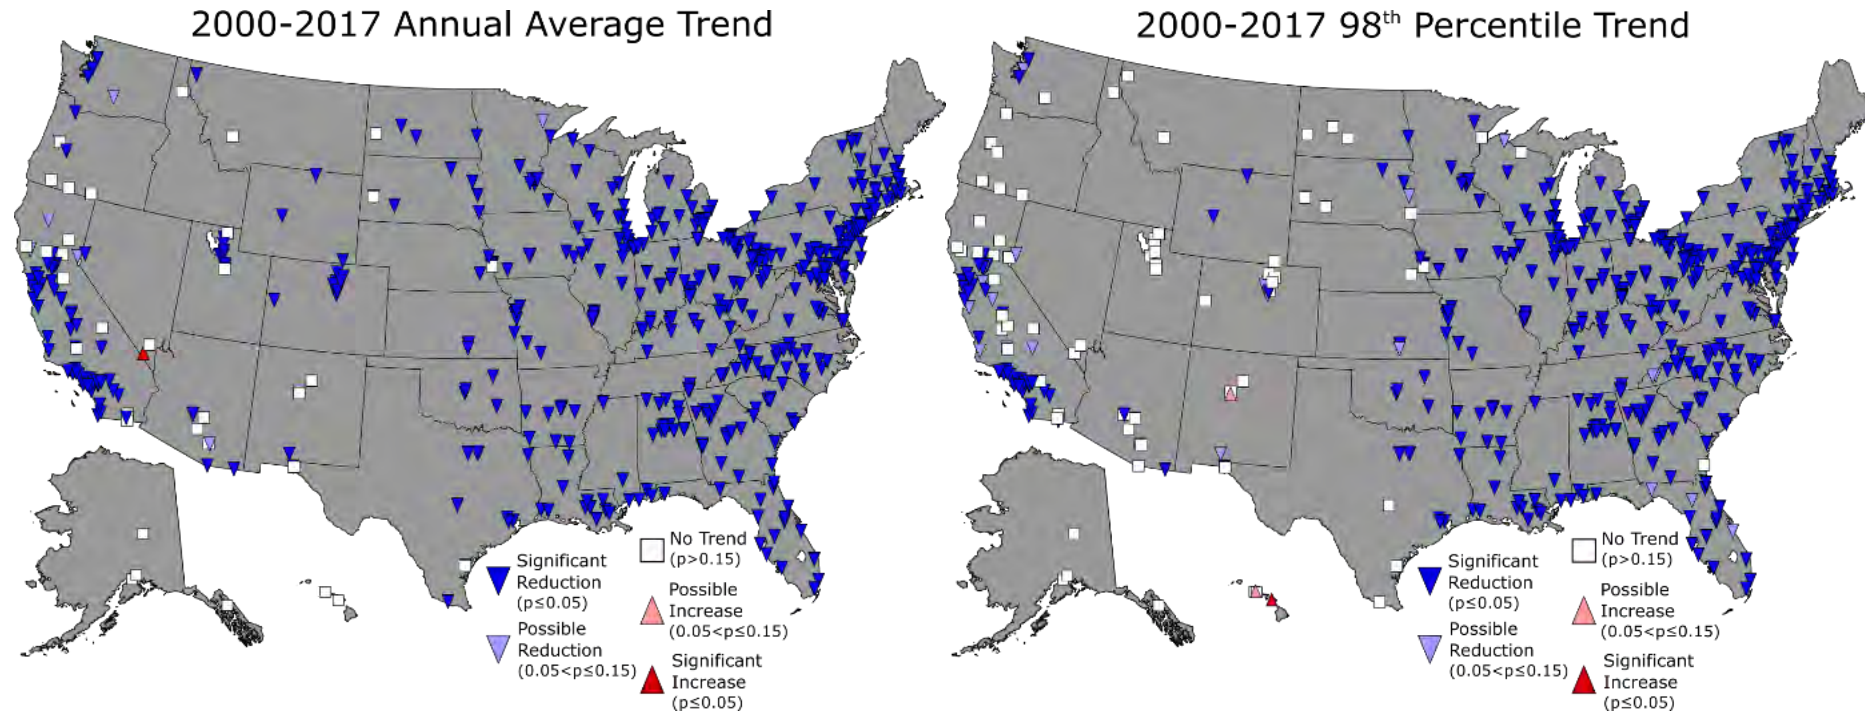 2000-2017 Annual Average Trend
Significant
Reduction
(p≤0.05)
Possible
Reduction
(0.05<p≤0.15)
No Trend
(p>0.15)
Possible
Increase
(0.05<p≤0.15)
Significant
Increase
(p≤0.05)
2000-2017 98th Percentile Trend
Significant
Reduction
(p≤0.05)
Possible
Reduction
(0.05<p≤0.15)
No Trend
(p>0.15)
Possible
Increase
(0.05<p≤0.15)
Significant
Increase
(p≤0.05)